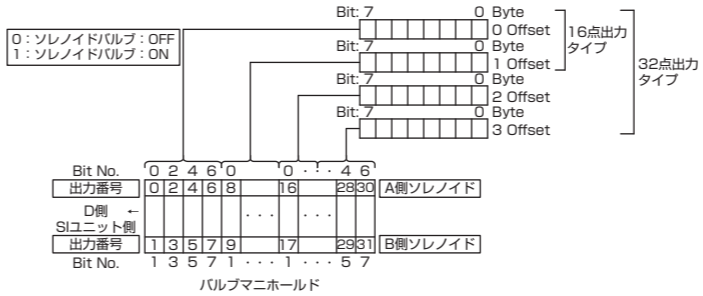 Bit: 7 0 Byte
0 Offset
Bit: 7 0 Byte
1 Offset
Bit: 7 0 Byte
2 Offset
Bit: 7 0 Byte
3 Offset
16点出力
タイプ
32点出力
タイプ
0：ソレノイドバルブ：OFF
1：ソレノイドバルブ：ON
Bit No. 0 2 4 6 0 0 ・・・ 4 6
出力番号 0 2 4 6 8 16 28 30 A側ソレノイド
D側 ←
SIユニット側
・・・ ・・・
出力番号 1 3 5 7 9 17 29 31 B側ソレノイド
Bit No. 1 3 5 7 1 ・・・ 1 ・・・ 5 7
バルブマニホールド